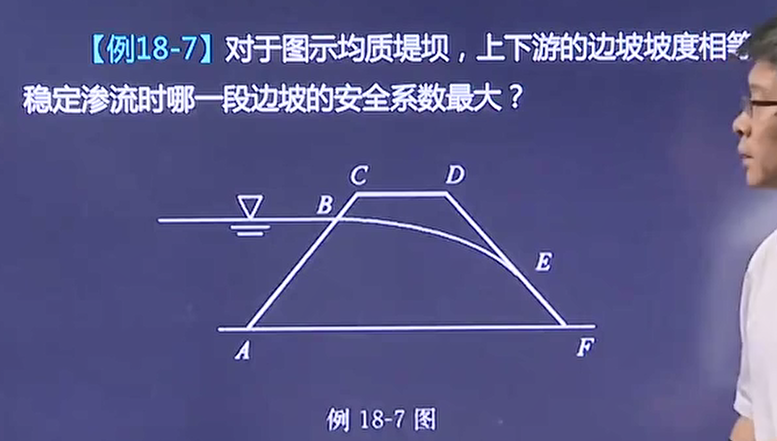 【例18-7】对于图示均质堤坝，上下游的边坡坡度相等
稳定渗流时哪一段边坡的安全系数最大？
C
D
B
E
A
F
例 18-7 图